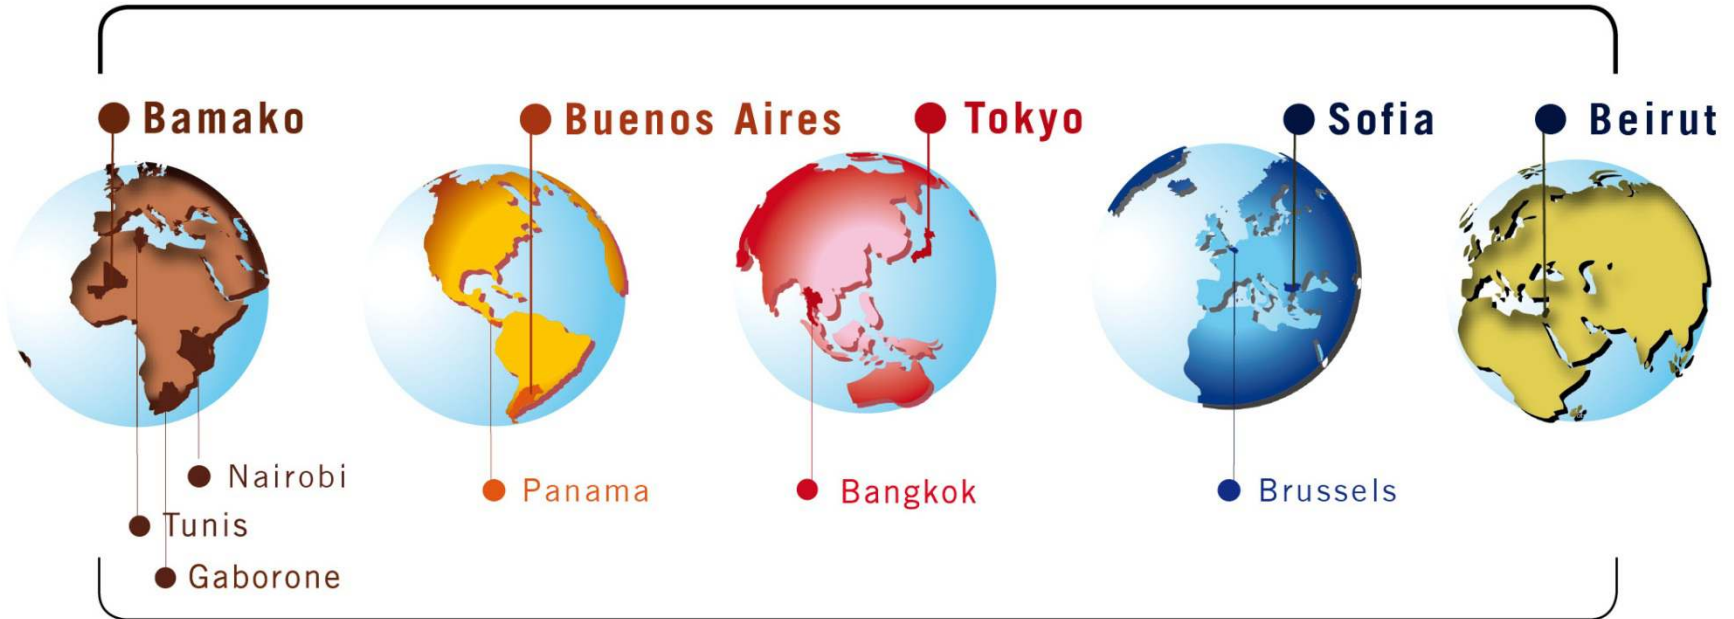 Bamako
Buenos Aires
Tokyo
Sofia
Beirut
Nairobi
Panama
Bangkok
Brussels
Tunis
Gaborone